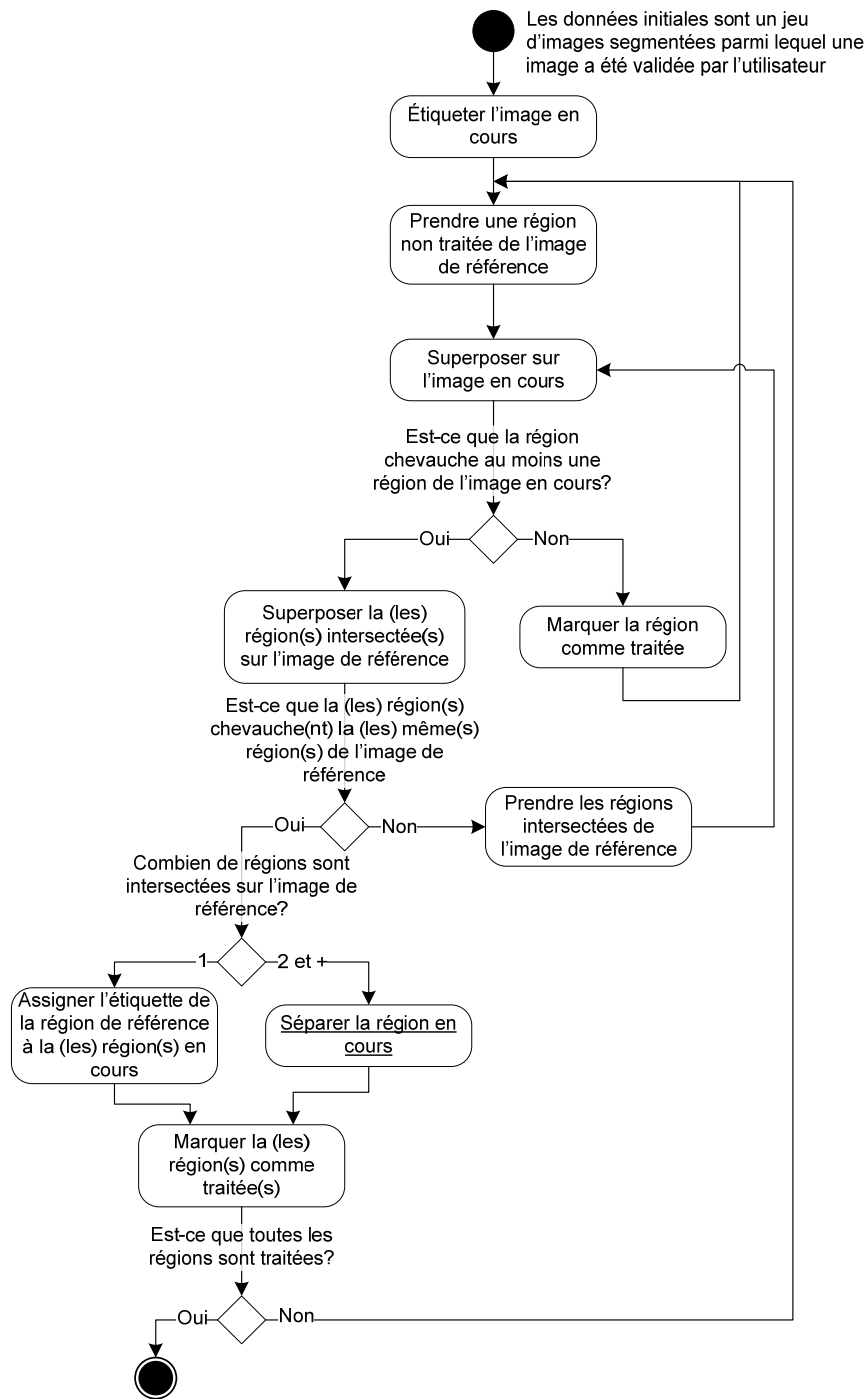 Les données initiales sont un jeu
d'images segmentées parmi lequel une
image a été validée par l'utilisateur
Étiqueter l'image en
cours
Prendre une région
non traitée de l'image
de référence
Superposer sur
l'image en cours
Est-ce que la région
chevauche au moins une
région de l'image en cours?
Oui
Non
Superposer la (les)
région(s) intersectée(s)
sur l'image de référence
Marquer la région
comme traitée
Est-ce que la (les) région(s)
chevauche(nt) la (les) même(s)
région(s) de l'image de
référence
Oui
Non
Prendre les régions
intersectées de
l'image de référence
Combien de régions sont
intersectées sur l'image de
référence?
1
2 et +
Assigner l'étiquette de
la région de référence
à la (les) région(s) en
cours
Séparer la région en
cours
Marquer la (les)
région(s) comme
traitée(s)
Est-ce que toutes les
régions sont traitées?
Oui
Non